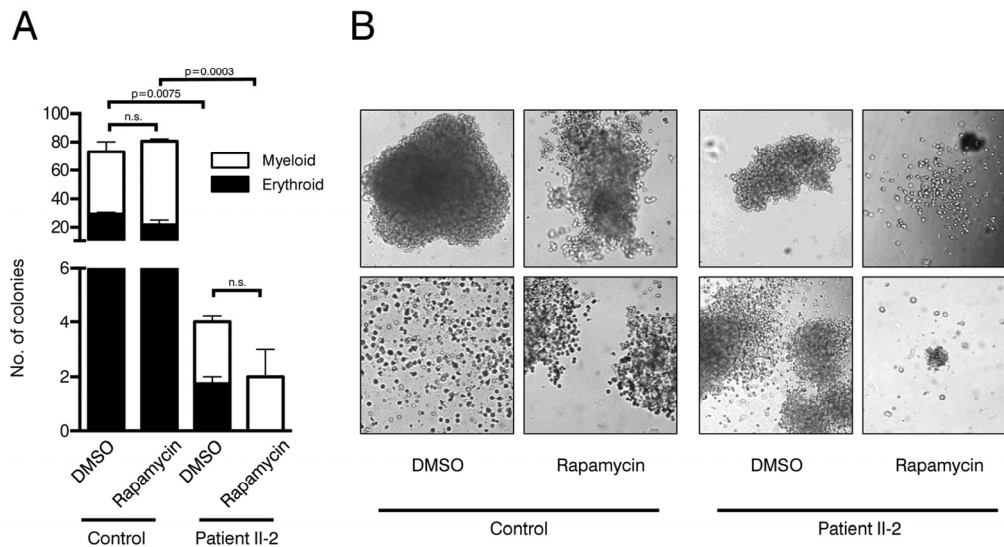 A
B
p=0.0003
p=0.0075
n.s.
100
80
60
40
20
Myeloid
Erythroid
6
4
2
0
n.s.
No. of colonies
DMSO
Rapamycin
DMSO
Rapamycin
Control
Patient II-2
DMSO
Rapamycin
DMSO
Rapamycin
Control
Patient II-2